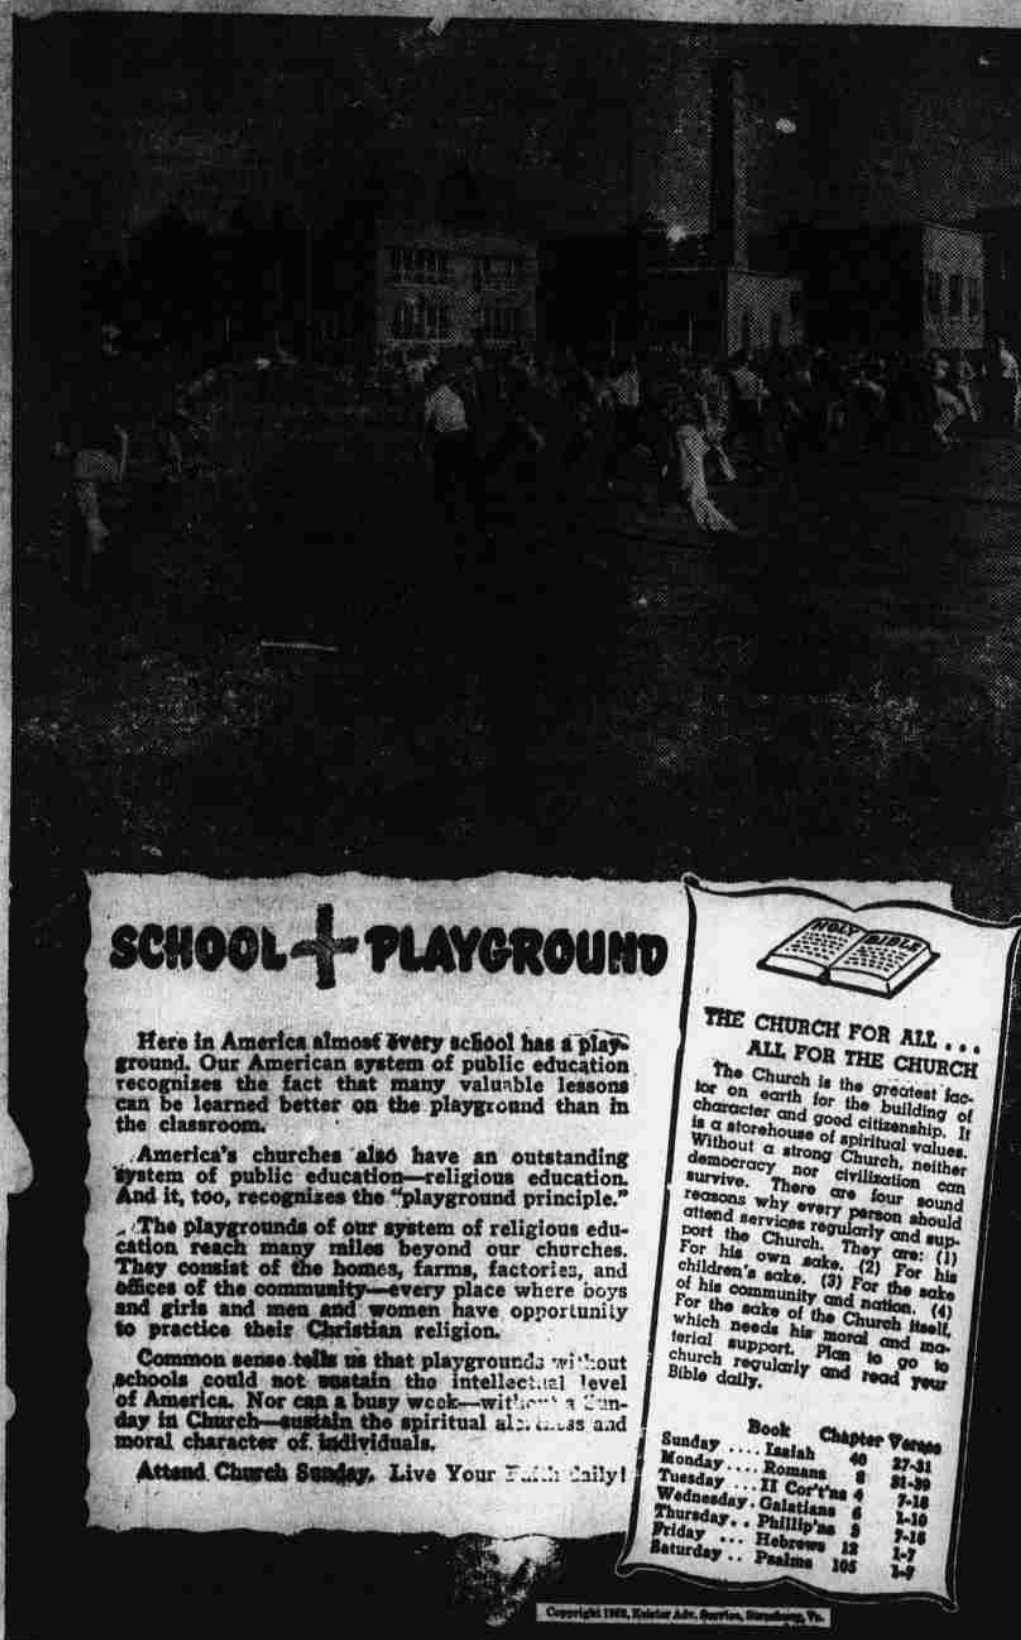 SCHOOL + PLAYGROUND
Here in America almost every school has a play-
ground. Our American system of public education
recognizes the fact that many valuable lessons
can be learned better on the playground than in
the classroom.
America's churches also have an outstanding
system of public education—religious education.
And it, too, recognizes the "playground principle."
The playgrounds of our system of religious edu-
cation reach many miles beyond our churches.
They consist of the homes, farms, factories, and
offices of the community—every place where boys
and girls and men and women have opportunity
to practice their Christian religion.
Common sense tells us that playgrounds without
schools could not sustain the intellectual level
of America. Nor can a busy week—without a Sun-
day in Church—sustain the spiritual and
moral character of individuals.
Attend Church Sunday. Live Your Faith Daily!
HOLY BIBLE
THE CHURCH FOR ALL ...
ALL FOR THE CHURCH
The Church is the greatest fac-
tor on earth for the building of
character and good citizenship. It
is a storehouse of spiritual values.
Without a strong Church, neither
democracy nor civilization can
survive. There are four sound
reasons why every person should
attend services regularly and sup-
port the Church. They are: (1)
For his own sake. (2) For his
children's sake. (3) For the sake
of his community and nation. (4)
For the sake of the Church itself,
which needs his moral and ma-
terial support. Plan to go to
church regularly and read your
Bible daily.
Book Chapter Verses
Sunday .... Isaiah 40 27-31
Monday .... Romans 8 31-39
Tuesday ... II Cor't'ns 4 7-18
Wednesday . Galatians 6 1-10
Thursday . . Phillip'ns 3 7-16
Friday ... Hebrews 12 1-7
Saturday .. Psalms 105 1-
Copyright Keister Adv. Service, Strasburg, Va.